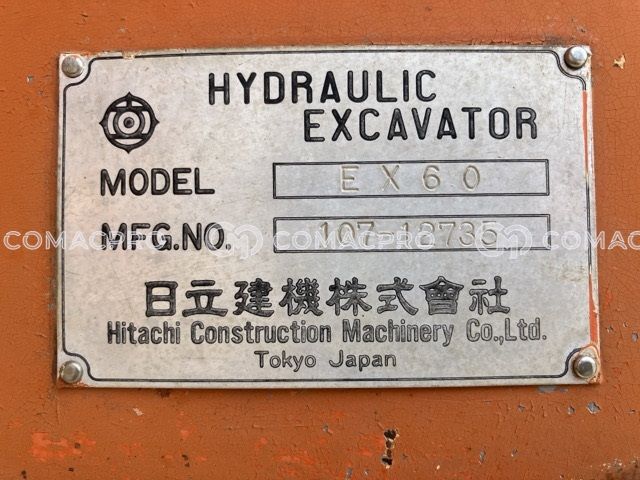 HYDRAULIC
EXCAVATOR
MODEL EX60
MFG.NO. 107-18735
COMACPRO COMACPRO COMACPRO
日立建機株式會社
Hitachi Construction Machinery Co.,Ltd.
Tokyo Japan